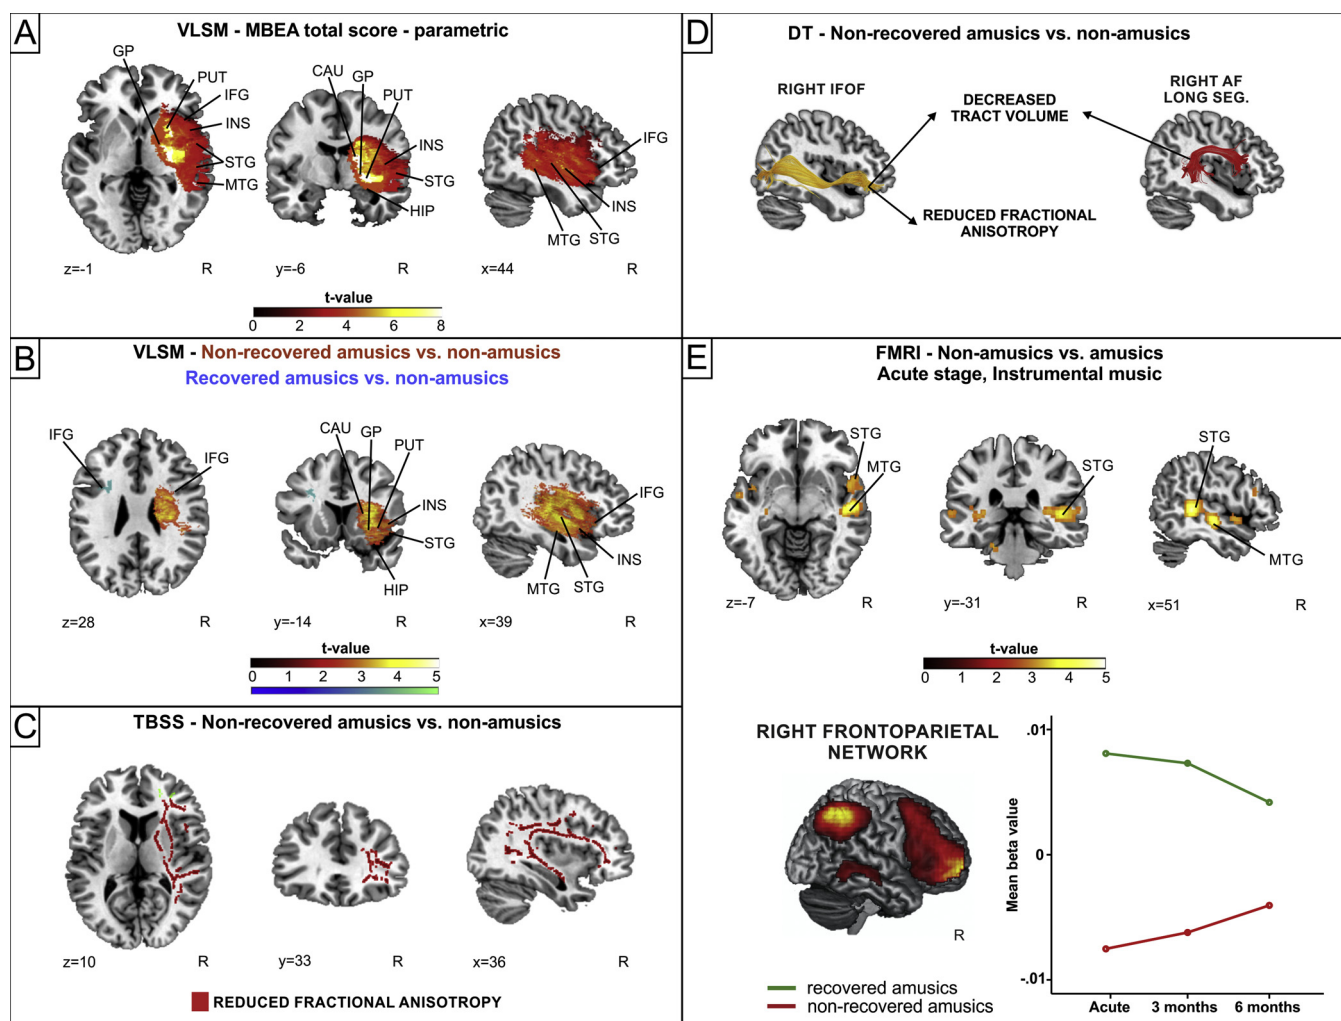 A
VLSM - MBEA total score - parametric
GP
PUT
IFG
INS
STG
MTG
CAU
GP
PUT
INS
STG
HIP
IFG
INS
STG
MTG
z=-1
R
y=-6
R
x=44
R
t-value
0 2 4 6 8
B
VLSM - Non-recovered amusics vs. non-amusics
Recovered amusics vs. non-amusics
IFG
IFG
CAU
GP
PUT
INS
STG
HIP
IFG
INS
STG
MTG
z=28
R
y=-14
R
x=39
R
t-value
0 1 2 3 4 5
C
TBSS - Non-recovered amusics vs. non-amusics
z=10
R
y=33
R
x=36
R
REDUCED FRACTIONAL ANISOTROPY
D
DT - Non-recovered amusics vs. non-amusics
RIGHT IFOF
DECREASED
TRACT VOLUME
RIGHT AF
LONG SEG.
REDUCED FRACTIONAL
ANISOTROPY
E
FMRI - Non-amusics vs. amusics
Acute stage, Instrumental music
STG
MTG
STG
STG
MTG
z=-7
R
y=-31
R
x=51
R
t-value
0 1 2 3 4 5
RIGHT FRONTOPARIETAL
NETWORK
R
recovered amusics
non-recovered amusics
Mean beta value
.01
0
-.01
Acute 3 months 6 months